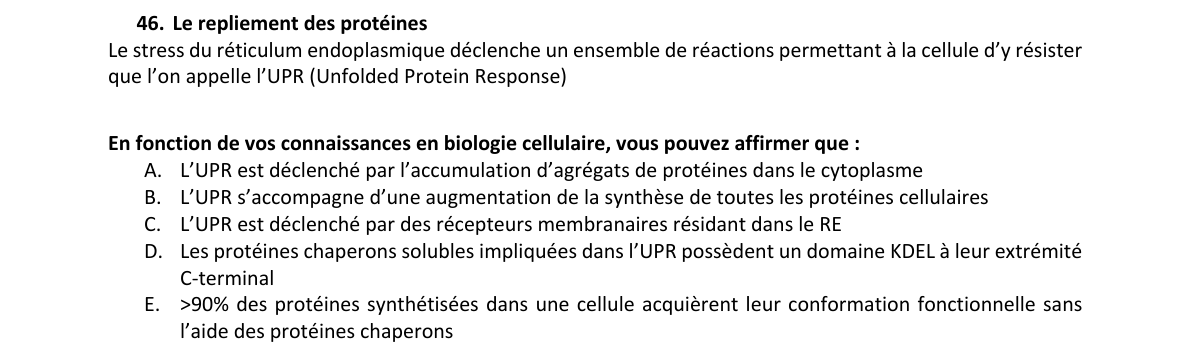 46. Le repliement des protéines
Le stress du réticulum endoplasmique déclenche un ensemble de réactions permettant à la cellule d’y résister
que l’on appelle l’UPR (Unfolded Protein Response)
En fonction de vos connaissances en biologie cellulaire, vous pouvez affirmer que :
A. L’UPR est déclenché par l’accumulation d’agrégats de protéines dans le cytoplasme
B. L’UPR s’accompagne d’une augmentation de la synthèse de toutes les protéines cellulaires
C. L’UPR est déclenché par des récepteurs membranaires résidant dans le RE
D. Les protéines chaperons solubles impliquées dans l’UPR possèdent un domaine KDEL à leur extrémité
C-terminal
E. >90% des protéines synthétisées dans une cellule acquièrent leur conformation fonctionnelle sans
l’aide des protéines chaperons